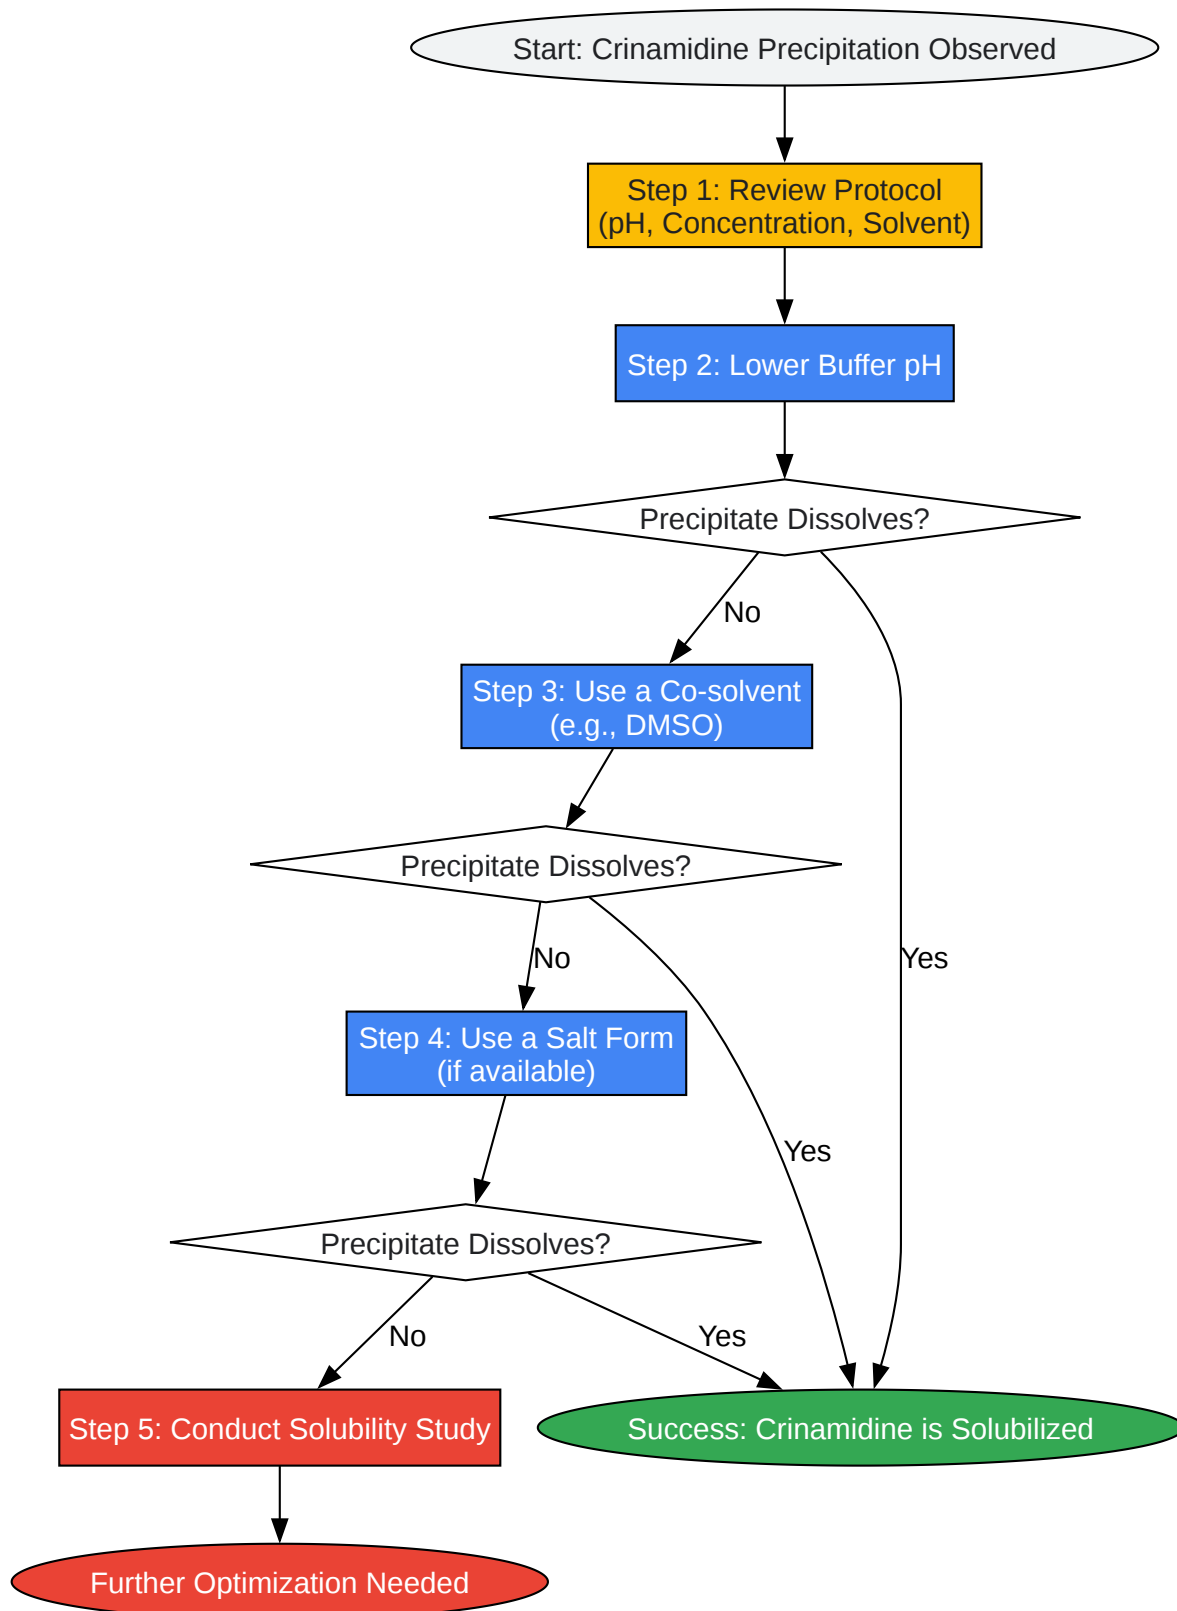 Start: Crinamidine Precipitation Observed
Step 1: Review Protocol
(pH, Concentration, Solvent)
Step 2: Lower Buffer pH
Precipitate Dissolves?
No
Step 3: Use a Co-solvent
(e.g., DMSO)
Precipitate Dissolves?
No
Yes
Step 4: Use a Salt Form
(if available)
Yes
Precipitate Dissolves?
No
Yes
Step 5: Conduct Solubility Study
Success: Crinamidine is Solubilized
Further Optimization Needed